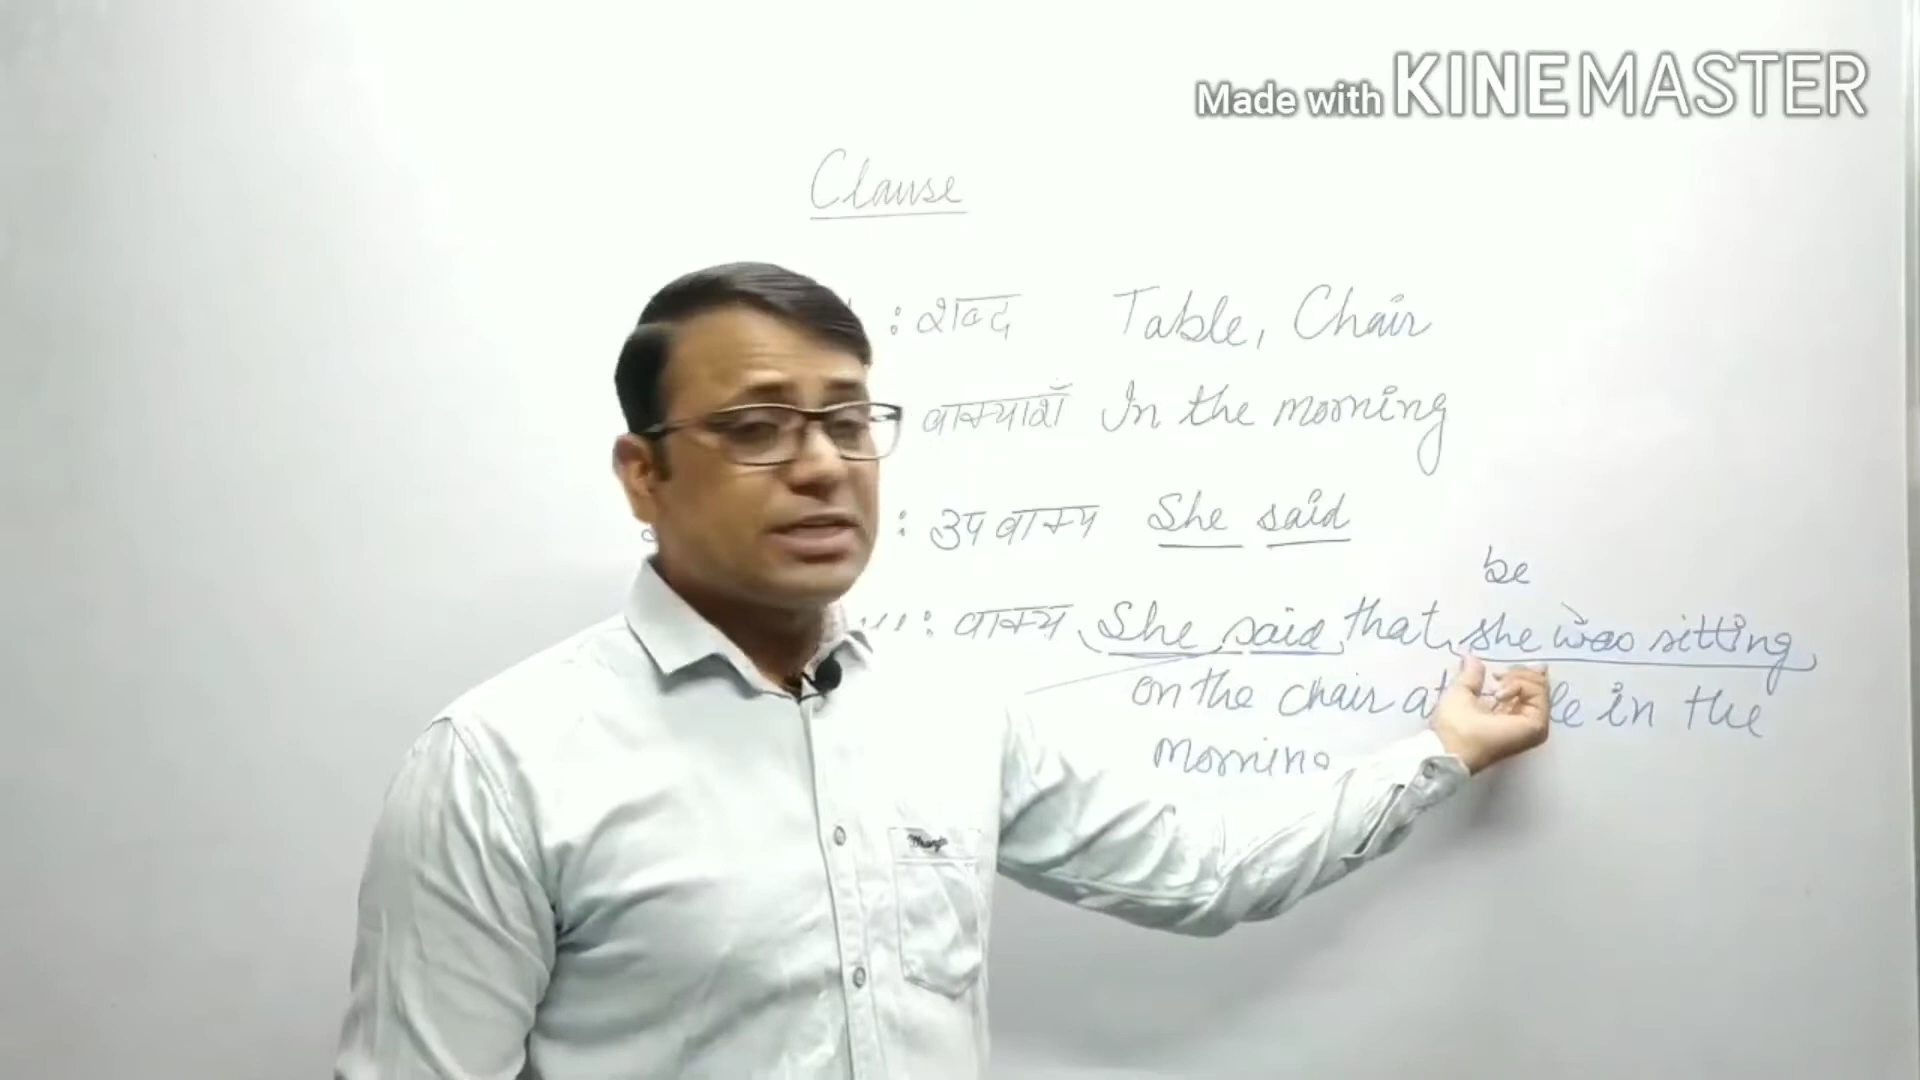 Made with KINEMASTER
Clause
: शब्द Table, Chair
वाक्याशँ In the morning
: उपवाक्य She said
be
: वाक्य She said that she was sitting
on the chair at in the
Morning